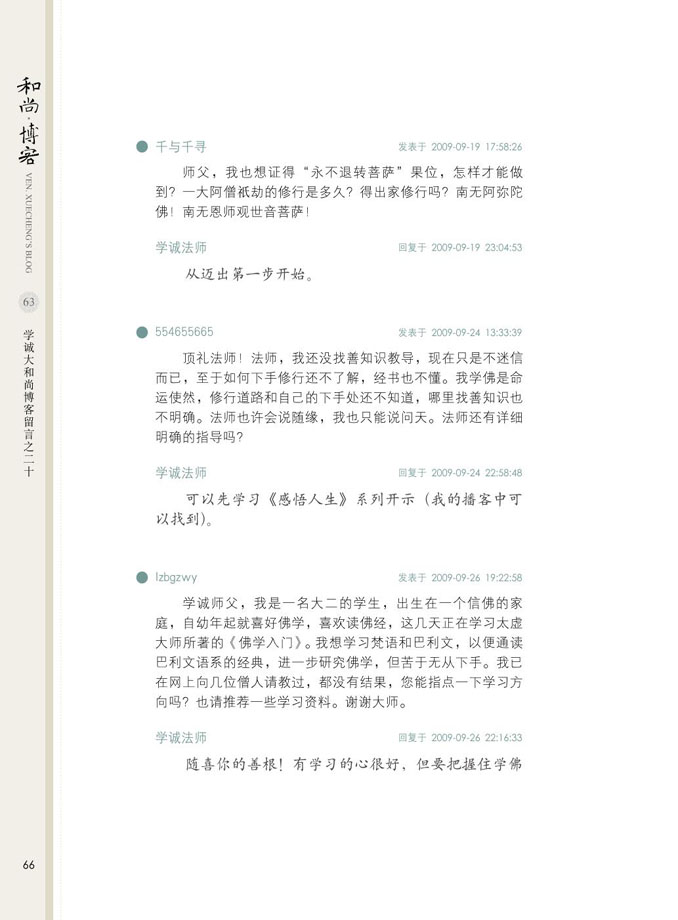 和尚·博客
VEN. XUECHENG'S BLOG
63
学诚大和尚博客留言之二十
千与千寻 发表于 2009-09-19 17:58:26
师父，我也想证得“永不退转菩萨”果位，怎样才能做
到？一大阿僧祇劫的修行是多久？得出家修行吗？南无阿弥陀
佛！南无恩师观世音菩萨！
学诚法师 回复于 2009-09-19 23:04:53
从迈出第一步开始。
554655665 发表于 2009-09-24 13:33:39
顶礼法师！法师，我还没找善知识教导，现在只是不迷信
而已，至于如何下手修行还不了解，经书也不懂。我学佛是命
运使然，修行道路和自己的下手处还不知道，哪里找善知识也
不明确。法师也许会说随缘，我也只能说问天。法师还有详细
明确的指导吗？
学诚法师 回复于 2009-09-24 22:58:48
可以先学习《感悟人生》系列开示（我的播客中可
以找到）。
lzbgzwy 发表于 2009-09-26 19:22:58
学诚师父，我是一名大二的学生，出生在一个信佛的家
庭，自幼年起就喜好佛学，喜欢读佛经，这几天正在学习太虚
大师所著的《佛学入门》。我想学习梵语和巴利文，以便通读
巴利文语系的经典，进一步研究佛学，但苦于无从下手。我已
在网上向几位僧人请教过，都没有结果，您能指点一下学习方
向吗？也请推荐一些学习资料。谢谢大师。
学诚法师 回复于 2009-09-26 22:16:33
随喜你的善根！有学习的心很好，但要把握住学佛
66